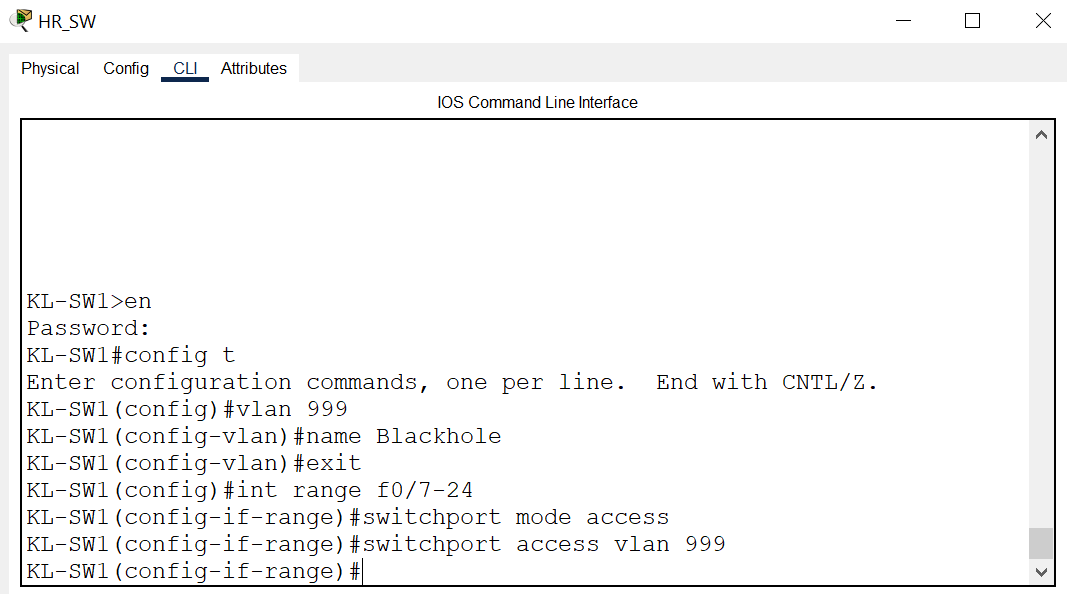 HR_SW
Physical Config CLI Attributes
IOS Command Line Interface
KL-SW1>en
Password:
KL-SW1#config t
Enter configuration commands, one per line.  End with CNTL/Z.
KL-SW1(config)#vlan 999
KL-SW1(config-vlan)#name Blackhole
KL-SW1(config-vlan)#exit
KL-SW1(config)#int range f0/7-24
KL-SW1(config-if-range)#switchport mode access
KL-SW1(config-if-range)#switchport access vlan 999
KL-SW1(config-if-range)#